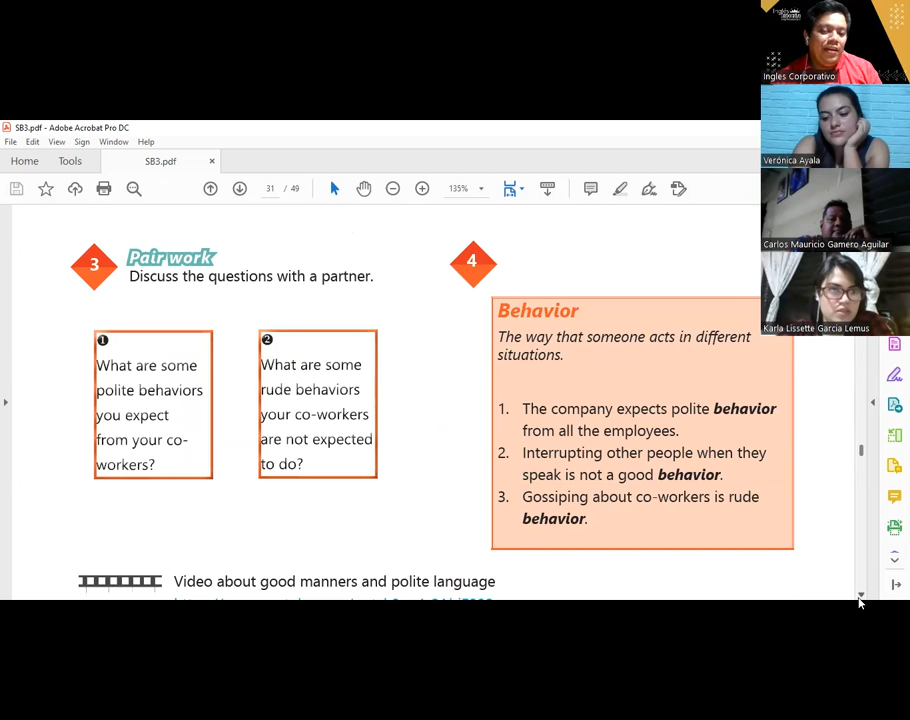 SB3.pdf - Adobe Acrobat Pro DC
File Edit View Sign Window Help
Home Tools SB3.pdf ×
31 / 49 135%
3 Pair work
Discuss the questions with a partner.
1
What are some
polite behaviors
you expect
from your co-
workers?
2
What are some
rude behaviors
your co-workers
are not expected
to do?
4
Behavior
The way that someone acts in different
situations.
1. The company expects polite behavior
from all the employees.
2. Interrupting other people when they
speak is not a good behavior.
3. Gossiping about co-workers is rude
behavior.
Video about good manners and polite language
Ingles Corporativo
Verónica Ayala
Carlos Mauricio Gamero Aguilar
Karla Lissette Garcia Lemus